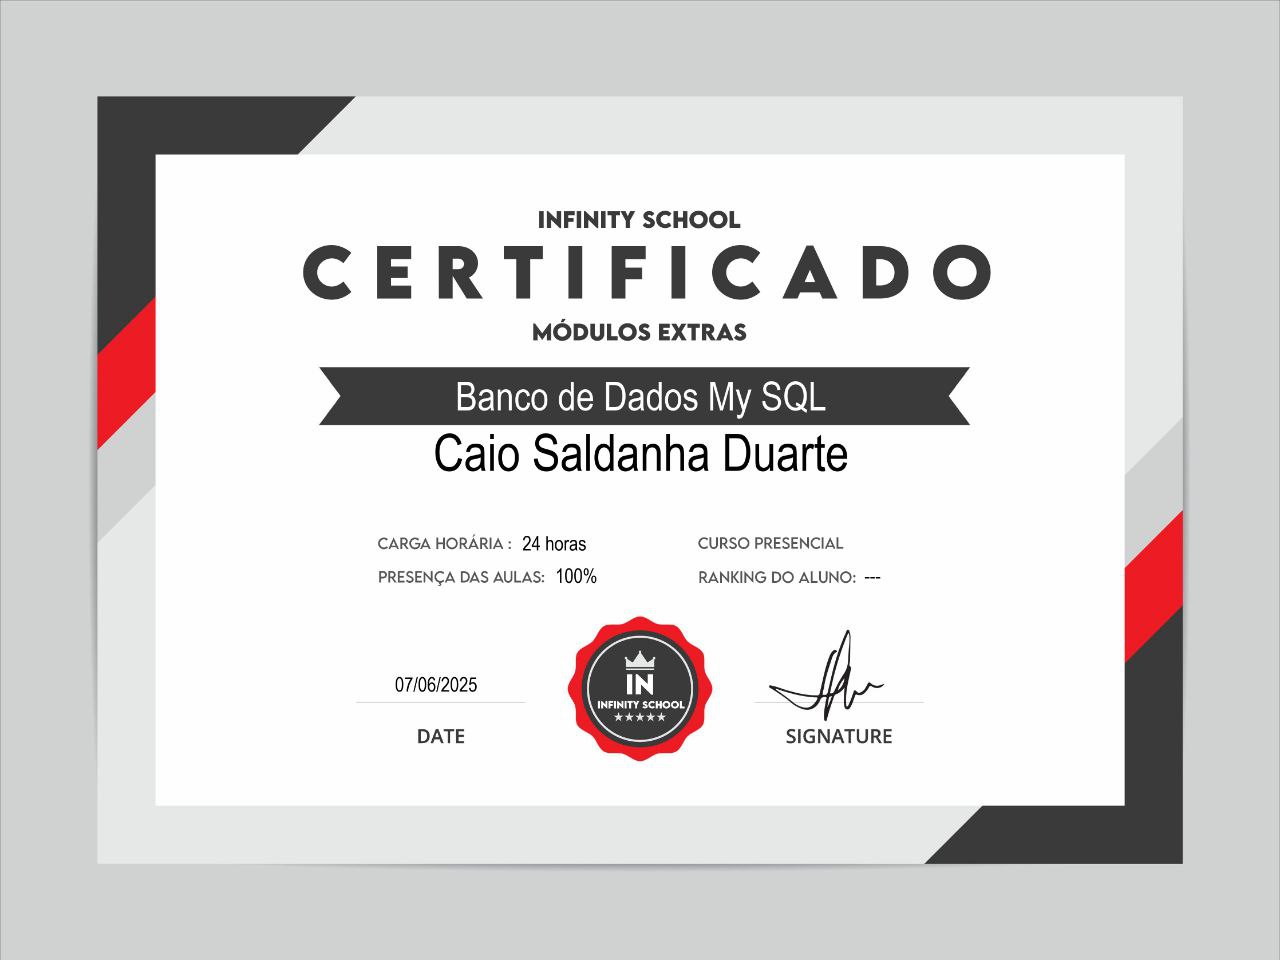 INFINITY SCHOOL
CERTIFICADO
MÓDULOS EXTRAS
Banco de Dados My SQL
Caio Saldanha Duarte
CARGA HORÁRIA : 24 horas
CURSO PRESENCIAL
PRESENÇA DAS AULAS: 100%
RANKING DO ALUNO: ---
07/06/2025
DATE
IN
INFINITY SCHOOL
SIGNATURE